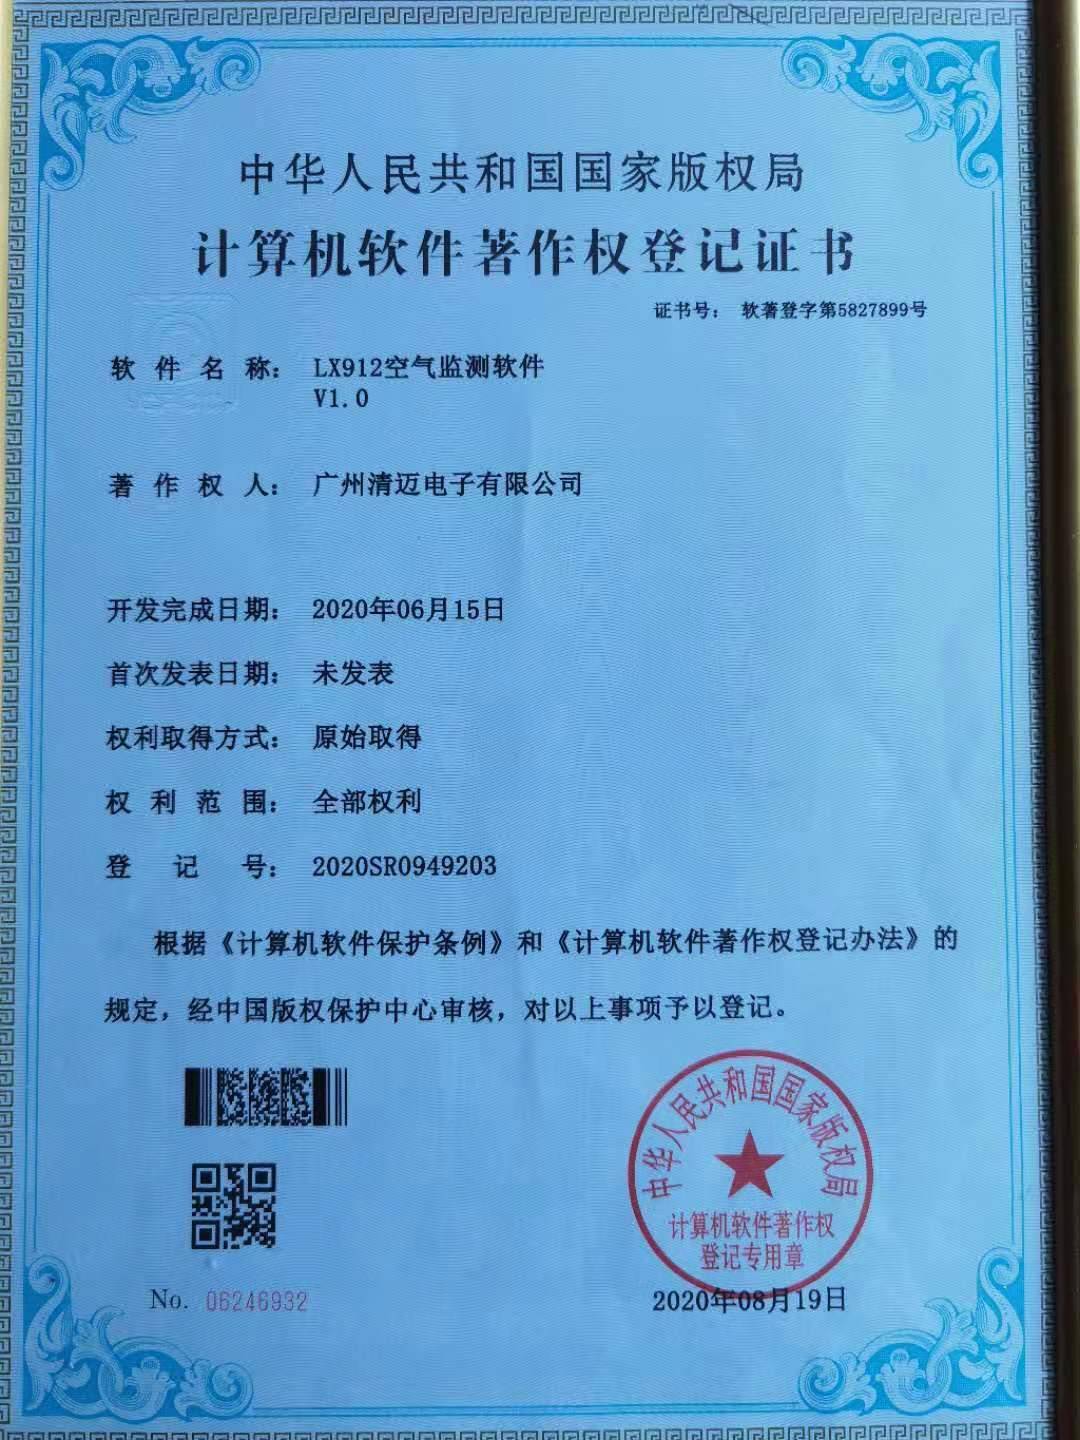 中华人民共和国国家版权局
计算机软件著作权登记证书
证书号： 软著登字第5827899号
软件名称： LX912空气监测软件
V1.0
著作权人： 广州清迈电子有限公司
开发完成日期： 2020年06月15日
首次发表日期： 未发表
权利取得方式： 原始取得
权利范围： 全部权利
登记号： 2020SR0949203
根据《计算机软件保护条例》和《计算机软件著作权登记办法》的
规定，经中国版权保护中心审核，对以上事项予以登记。
中华人民共和国国家版权局
计算机软件著作权
登记专用章
No. 06246932
2020年08月19日